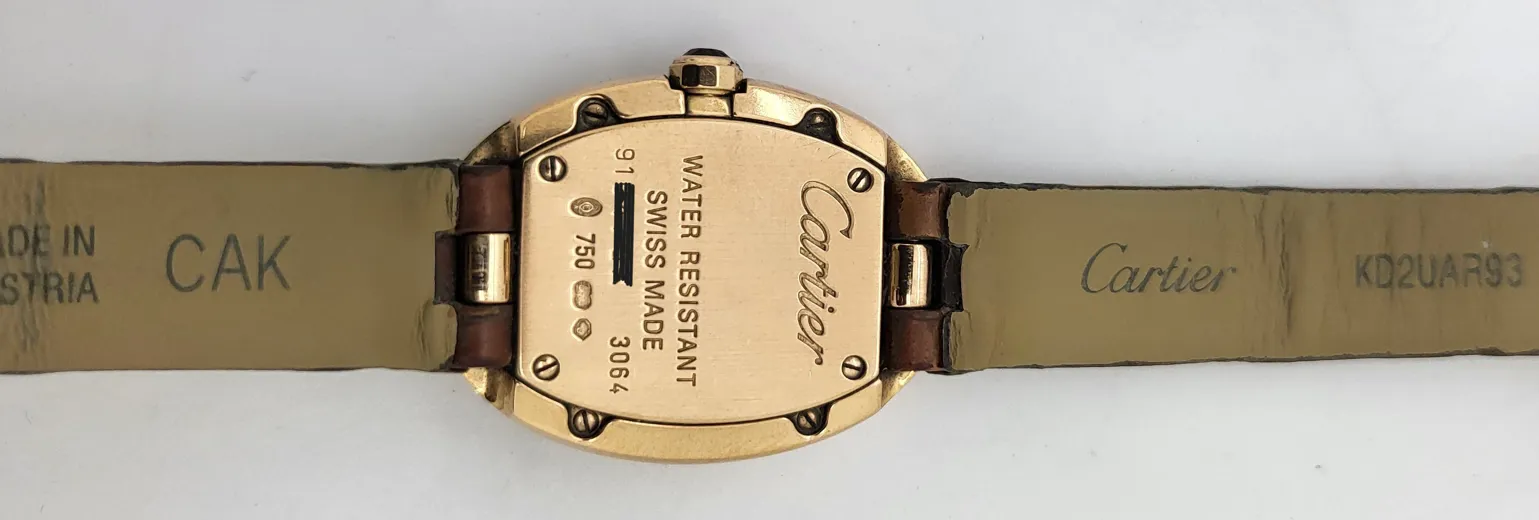 ADE IN
STRIA
CAK
Cartier
WATER RESISTANT
SWISS MADE
91 3064
750
Cartier
KD2UAR93